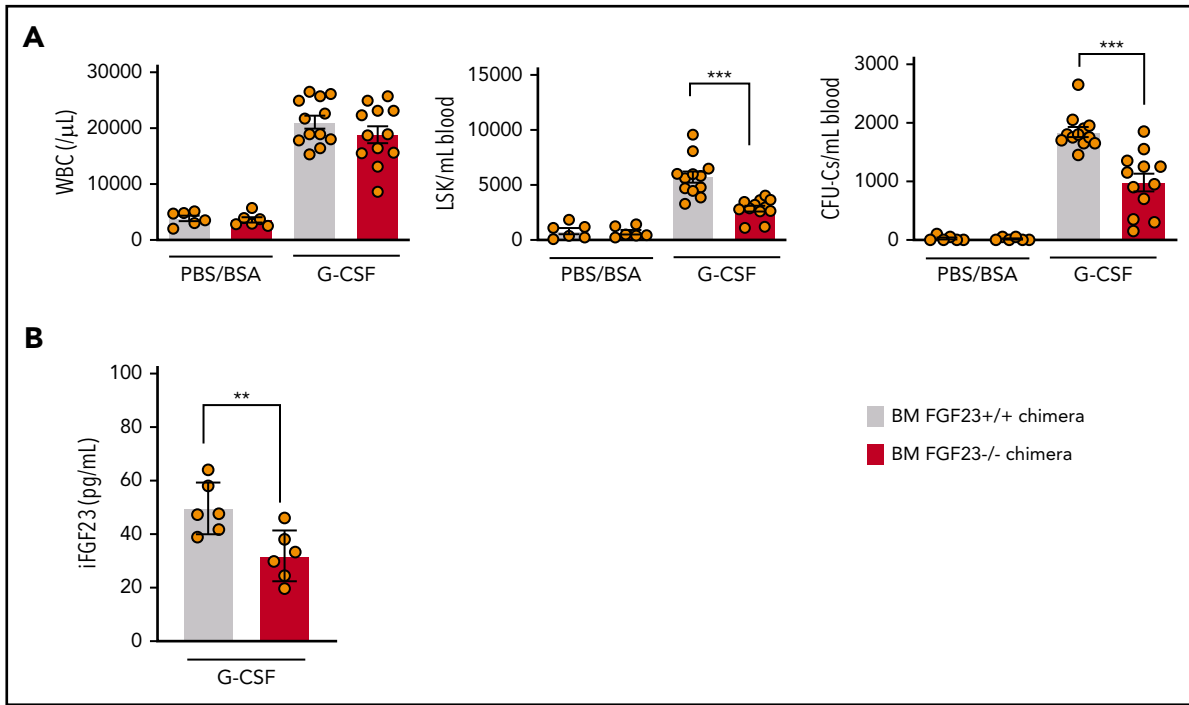 A
WBC (/μL)
30000
20000
10000
0
PBS/BSA
G-CSF
LSK/mL blood
15000
10000
5000
0
***
PBS/BSA
G-CSF
CFU-Cs/mL blood
3000
2000
1000
0
***
PBS/BSA
G-CSF
B
iFGF23 (pg/mL)
100
80
60
40
20
0
**
G-CSF
BM FGF23+/+ chimera
BM FGF23-/- chimera